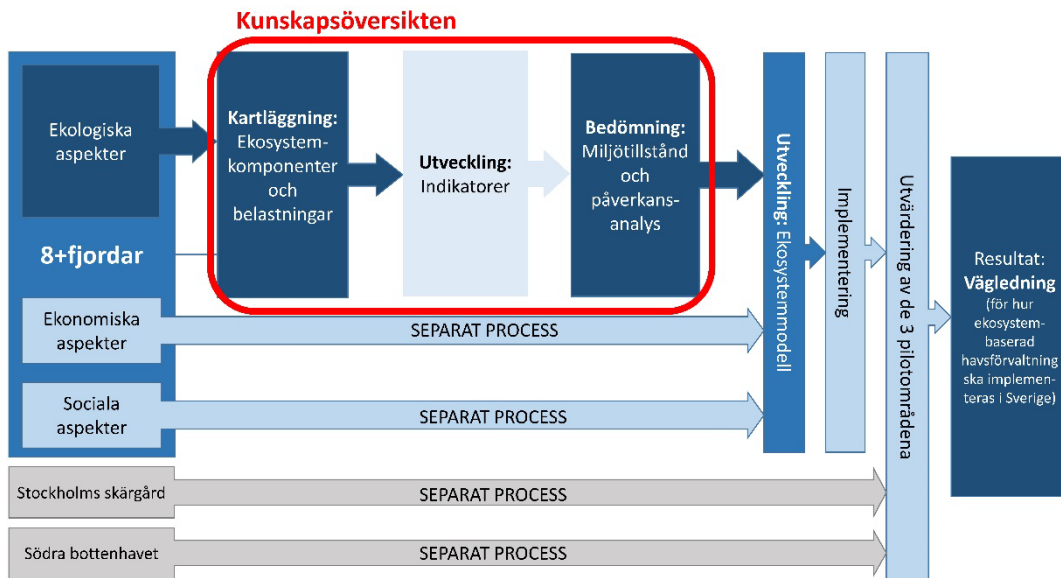 Kunskapsöversikten
Ekologiska
aspekter
8+fjordar
Ekonomiska
aspekter
Sociala
aspekter
Stockholms skärgård
Södra bottenhavet
Kartläggning:
Ekosystem-
komponenter
och
belastningar
Utveckling:
Indikatorer
Bedömning:
Miljötillstånd
och
påverkans-
analys
SEPARAT PROCESS
SEPARAT PROCESS
SEPARAT PROCESS
SEPARAT PROCESS
Utveckling: Ekosystemmodell
Implementering
Utvärdering av de 3 pilotområdena
Resultat:
Vägledning
(för hur
ekosystem-
baserad
havsförvaltning
ska implemen-
teras i Sverige)